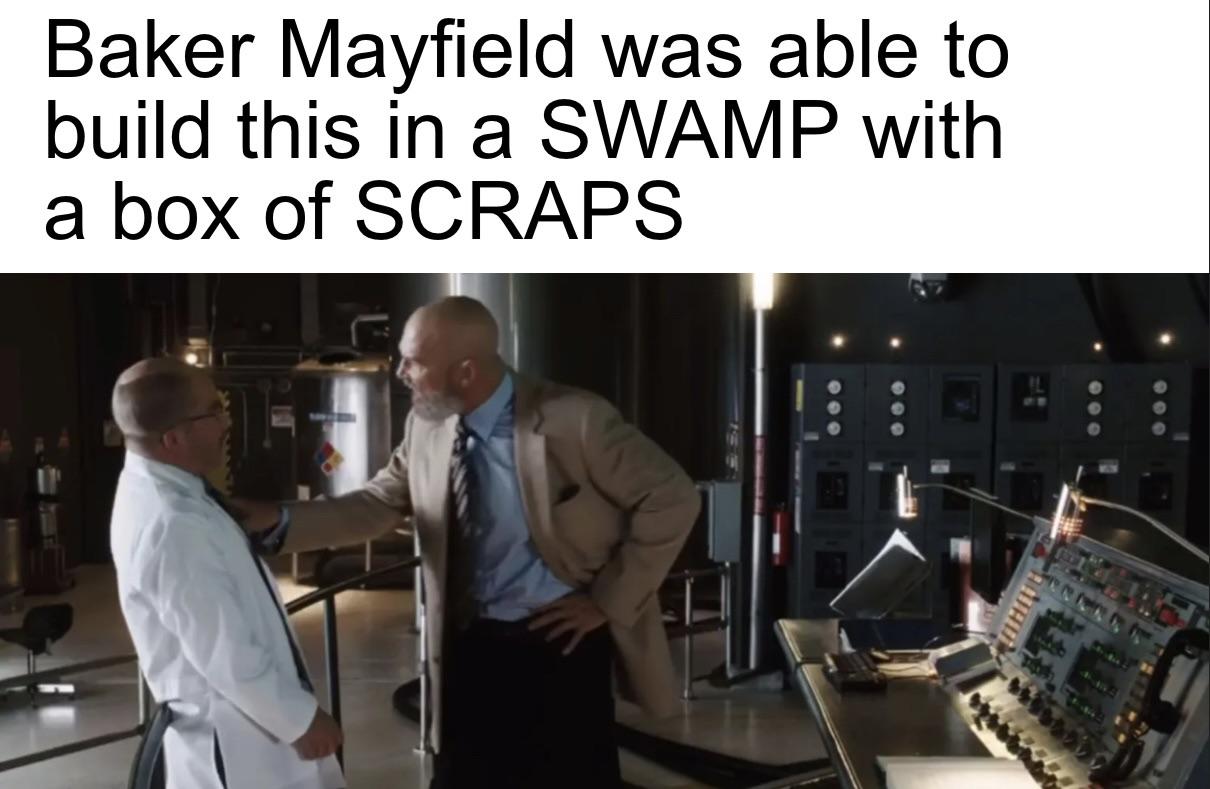 Baker Mayfield was able to
build this in a SWAMP with
a box of SCRAPS